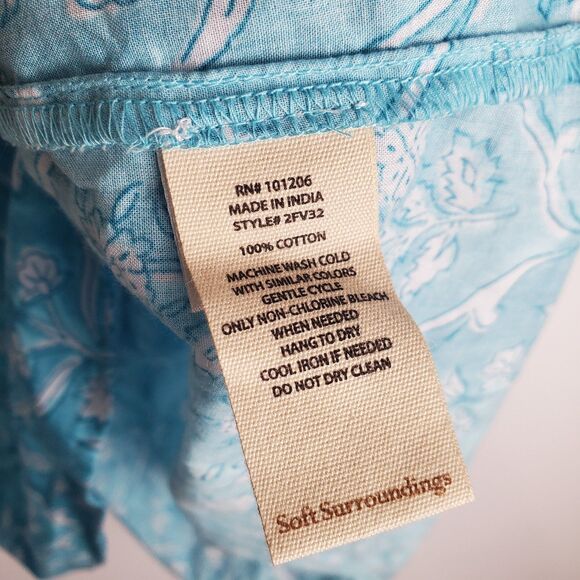 RN# 101206
MADE IN INDIA
STYLE# 2FV32
100% COTTON
MACHINE WASH COLD
WITH SIMILAR COLORS
GENTLE CYCLE
ONLY NON-CHLORINE BLEACH
WHEN NEEDED
HANG TO DRY
COOL IRON IF NEEDED
DO NOT DRY CLEAN
Soft Surroundings